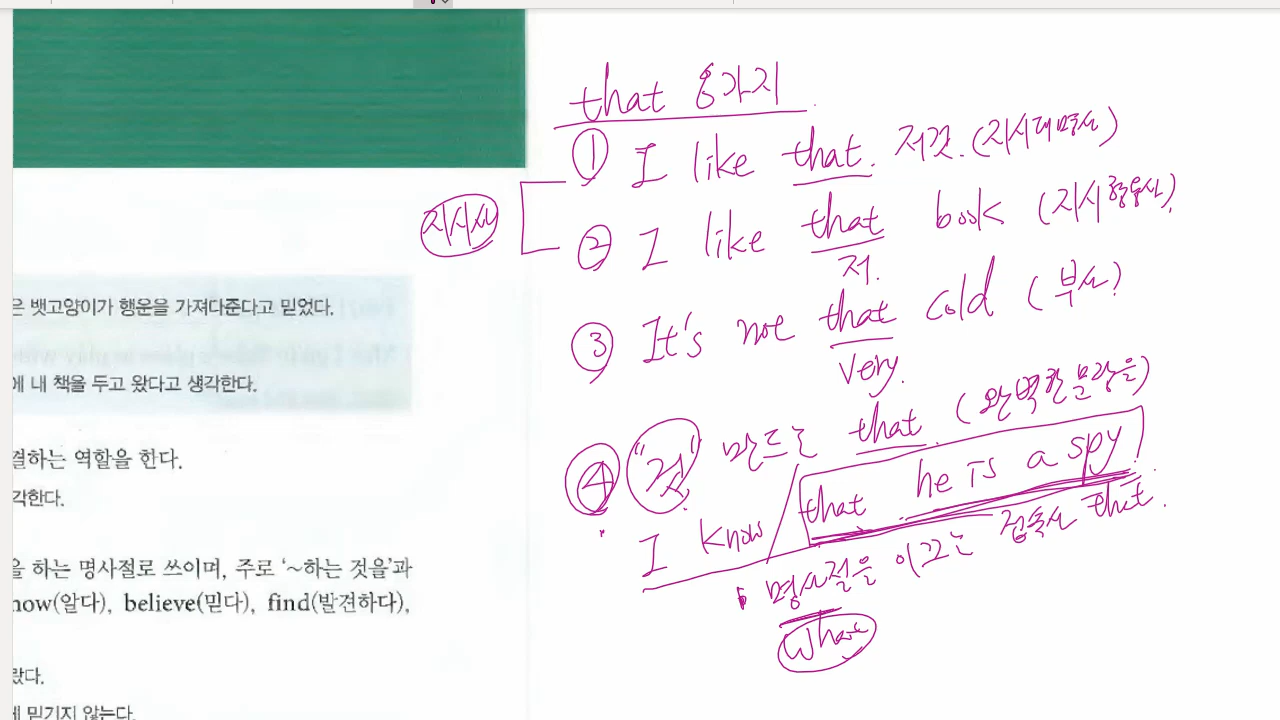 that 용가지
① I like that. 저것. (지시대명사)
지시사
② I like that book (지시형용사)
저.
③ It's not that cold (부사)
very.
④ "것" 만드는 that. (완벽한 문장을)
I know / that he is a spy!
명사절을 이끄는 접속사 that.
What
은 뱃고양이가 행운을 가져다준다고 믿었다.
에 내 책을 두고 왔다고 생각한다.
결하는 역할을 한다.
각한다.
을 하는 명사절로 쓰이며, 주로 '~하는 것을'과
now(알다), believe(믿다), find(발견하다),
랐다.
에 믿기지 않는다.